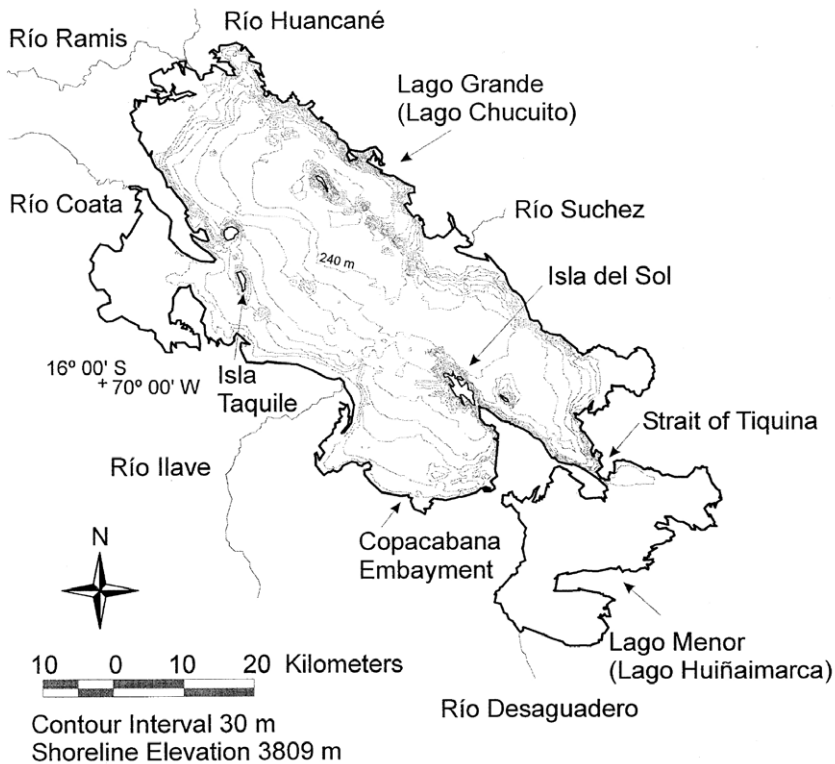 Río Ramis
Río Huancané
Lago Grande
(Lago Chucuito)
Río Coata
Río Suchez
240 m
Isla del Sol
16º 00' S
+ 70º 00' W
Isla
Taquile
Strait of Tiquina
Río Ilave
Copacabana
Embayment
N
Lago Menor
(Lago Huiñaimarca)
10 0 10 20 Kilometers
Río Desaguadero
Contour Interval 30 m
Shoreline Elevation 3809 m